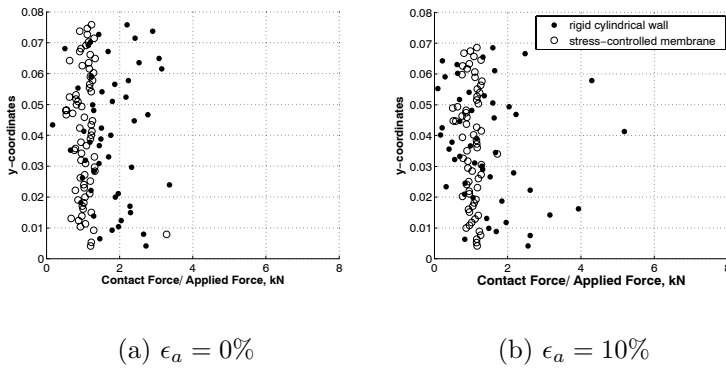 0.08
0.07
0.06
0.05
0.04
0.03
0.02
0.01
0
y-coordinates
0 2 4 6 8
Contact Force/ Applied Force, kN
(a) ϵₐ = 0%
0.08
0.07
0.06
0.05
0.04
0.03
0.02
0.01
0
y-coordinates
rigid cylindrical wall
stress-controlled membrane
0 2 4 6 8
Contact Force/ Applied Force, kN
(b) ϵₐ = 10%